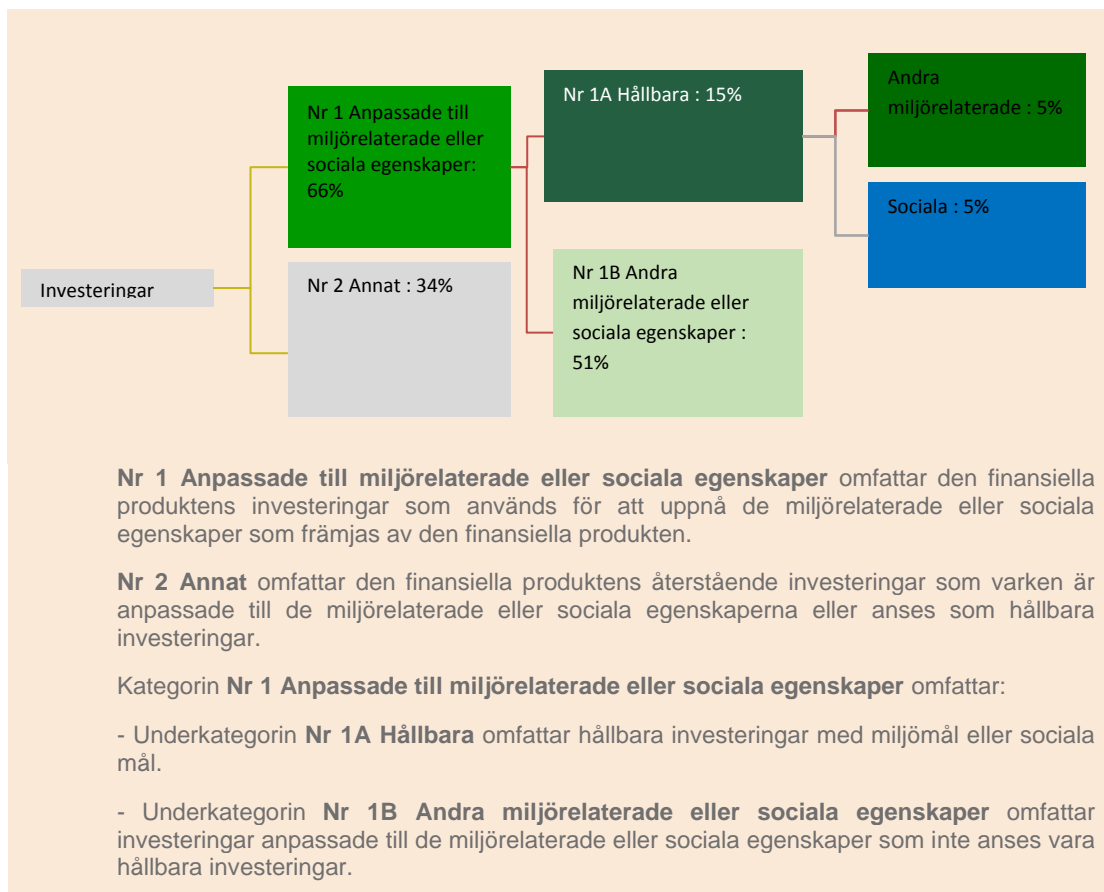 Investeringar
Nr 1 Anpassade till
miljörelaterade eller
sociala egenskaper:
66%
Nr 2 Annat : 34%
Nr 1A Hållbara : 15%
Nr 1B Andra
miljörelaterade eller
sociala egenskaper :
51%
Andra
miljörelaterade : 5%
Sociala : 5%
Nr 1 Anpassade till miljörelaterade eller sociala egenskaper omfattar den finansiella
produktens investeringar som används för att uppnå de miljörelaterade eller sociala
egenskaper som främjas av den finansiella produkten.
Nr 2 Annat omfattar den finansiella produktens återstående investeringar som varken är
anpassade till de miljörelaterade eller sociala egenskaperna eller anses som hållbara
investeringar.
Kategorin Nr 1 Anpassade till miljörelaterade eller sociala egenskaper omfattar:
- Underkategorin Nr 1A Hållbara omfattar hållbara investeringar med miljömål eller sociala
mål.
- Underkategorin Nr 1B Andra miljörelaterade eller sociala egenskaper omfattar
investeringar anpassade till de miljörelaterade eller sociala egenskaper som inte anses vara
hållbara investeringar.